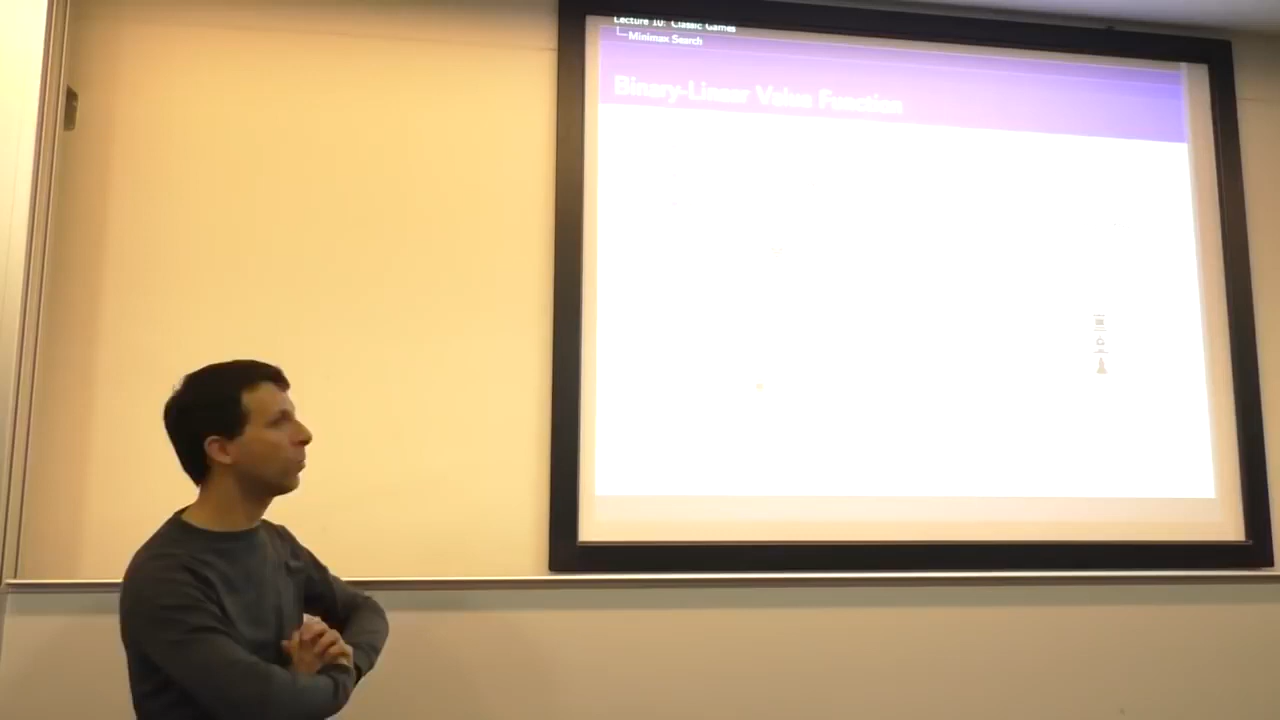 Lecture 10: Classic Games
Minimax Search
Binary-Linear Value Function